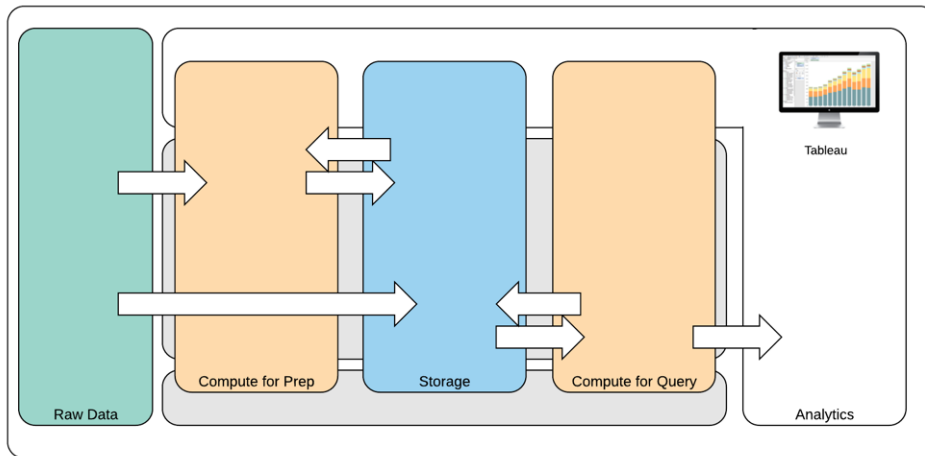 Tableau
Compute for Prep
Storage
Compute for Query
Raw Data
Analytics